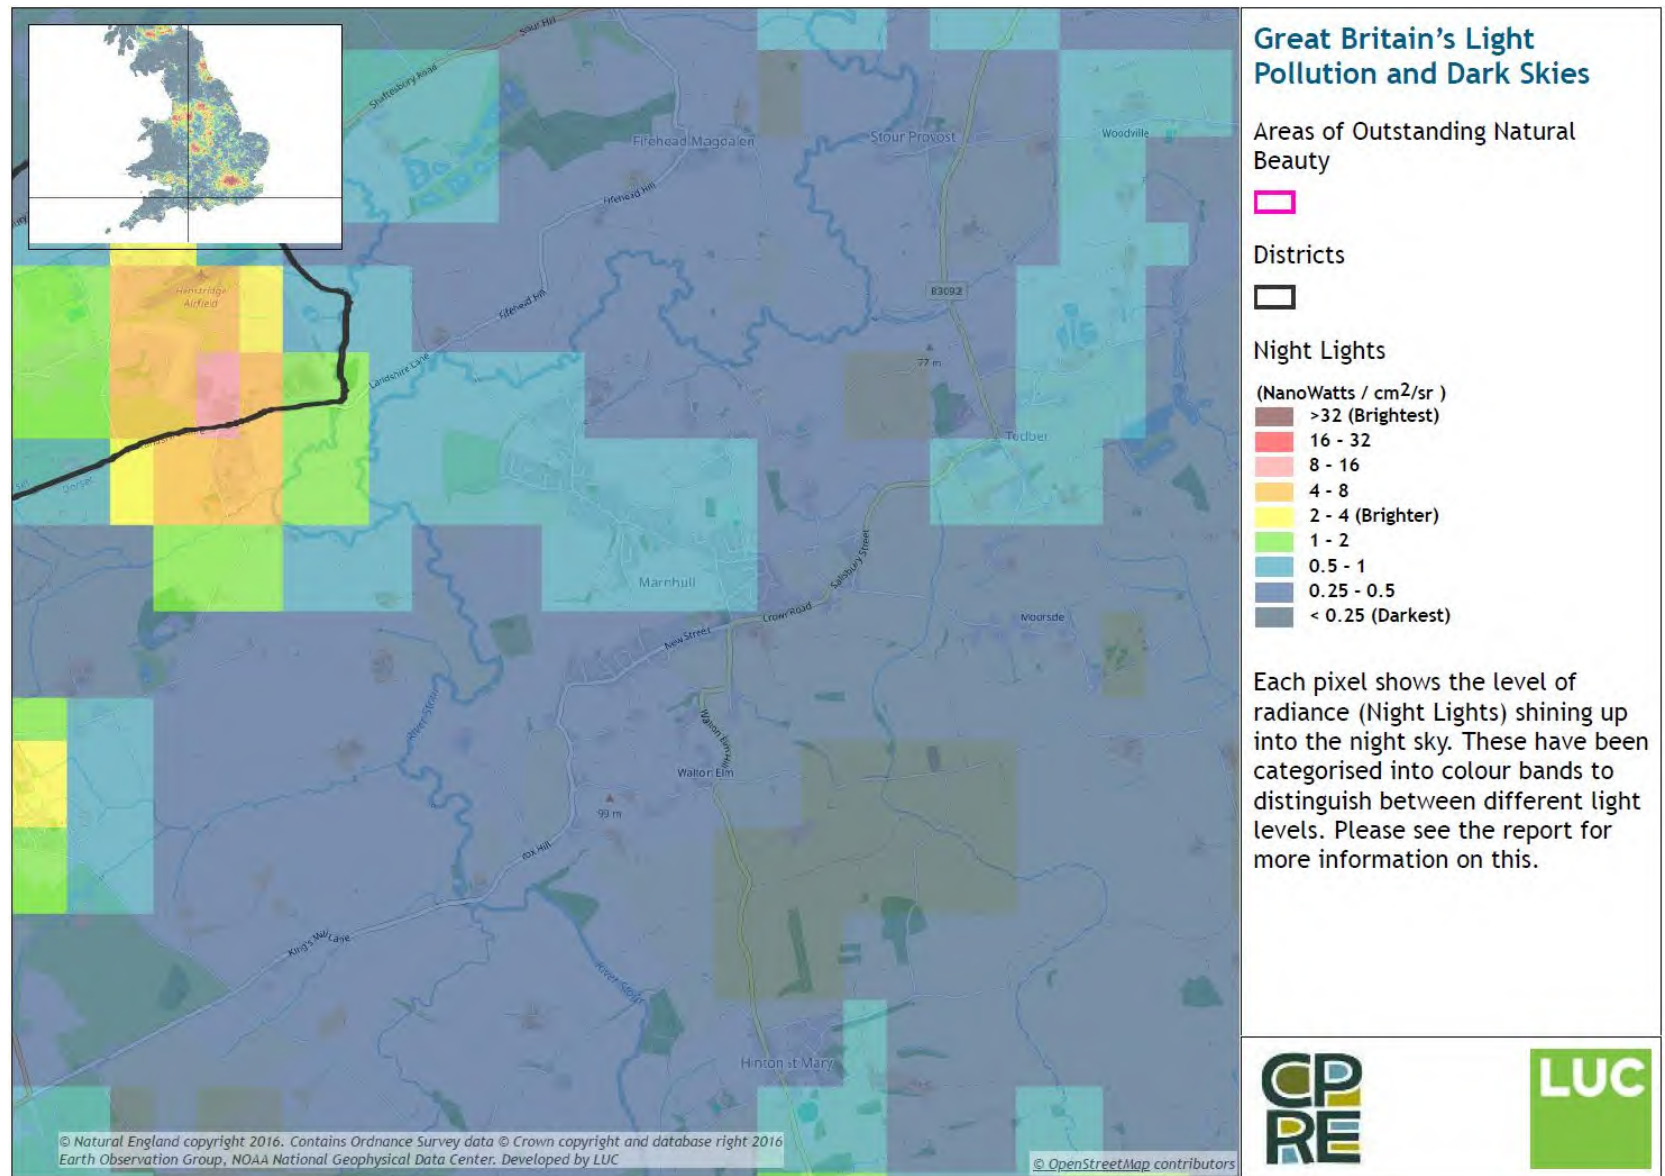 Great Britain's Light
Pollution and Dark Skies
Areas of Outstanding Natural
Beauty
Districts
Night Lights
(NanoWatts / cm2/sr )
>32 (Brightest)
16 - 32
8 - 16
4 - 8
2 - 4 (Brighter)
1 - 2
0.5 - 1
0.25 - 0.5
< 0.25 (Darkest)
Each pixel shows the level of
radiance (Night Lights) shining up
into the night sky. These have been
categorised into colour bands to
distinguish between different light
levels. Please see the report for
more information on this.
CP
RE
LUC
Shaftesbury Road
Fifehead Magdalen
Stour Provost
Woodville
Fifehead Hill
Henstridge
Airfield
Fifehead Hill
B3092
Landshire Lane
77 m
Todber
Dorset
Salisbury Street
Marnhull
Crown Road
New Street
Moorside
River Stour
Walton Elm Hill
Walton Elm
99 m
Fox Hill
King's Mill Lane
River Stour
Hinton St Mary
© Natural England copyright 2016. Contains Ordnance Survey data © Crown copyright and database right 2016
Earth Observation Group, NOAA National Geophysical Data Center. Developed by LUC
© OpenStreetMap contributors